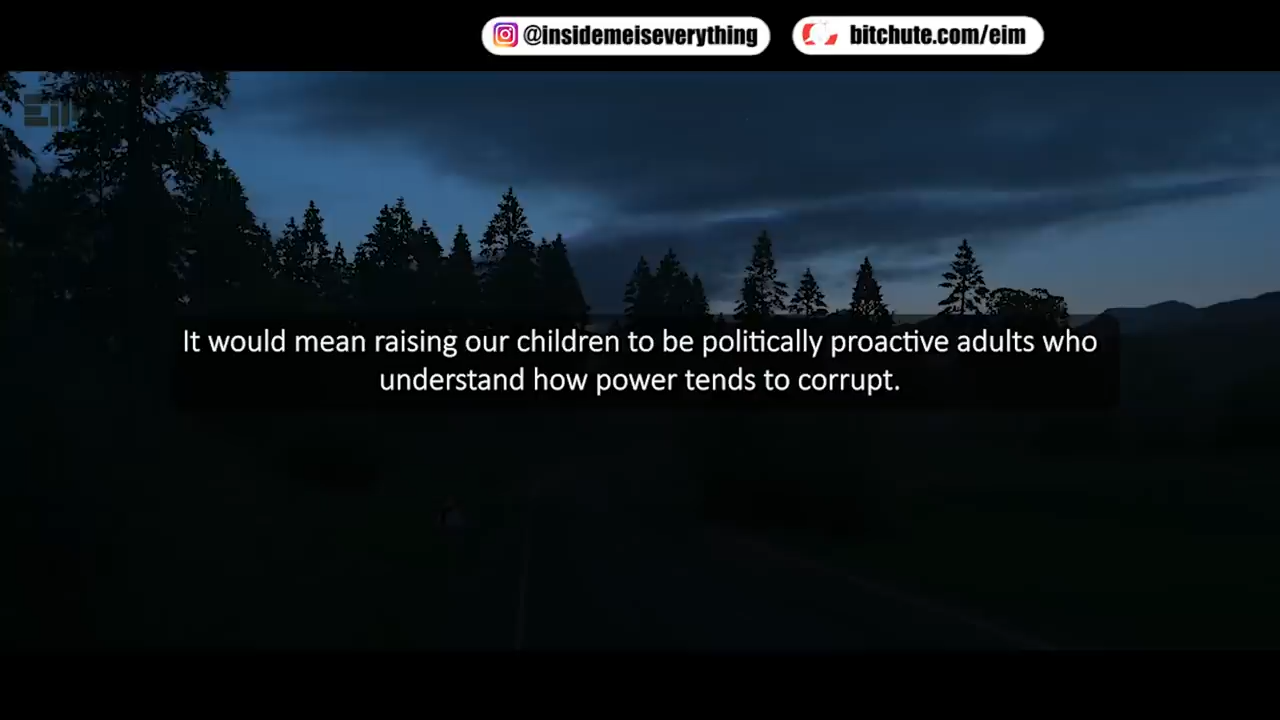 @insidemeiseverything
bitchute.com/eim
Eim
It would mean raising our children to be politically proactive adults who
understand how power tends to corrupt.